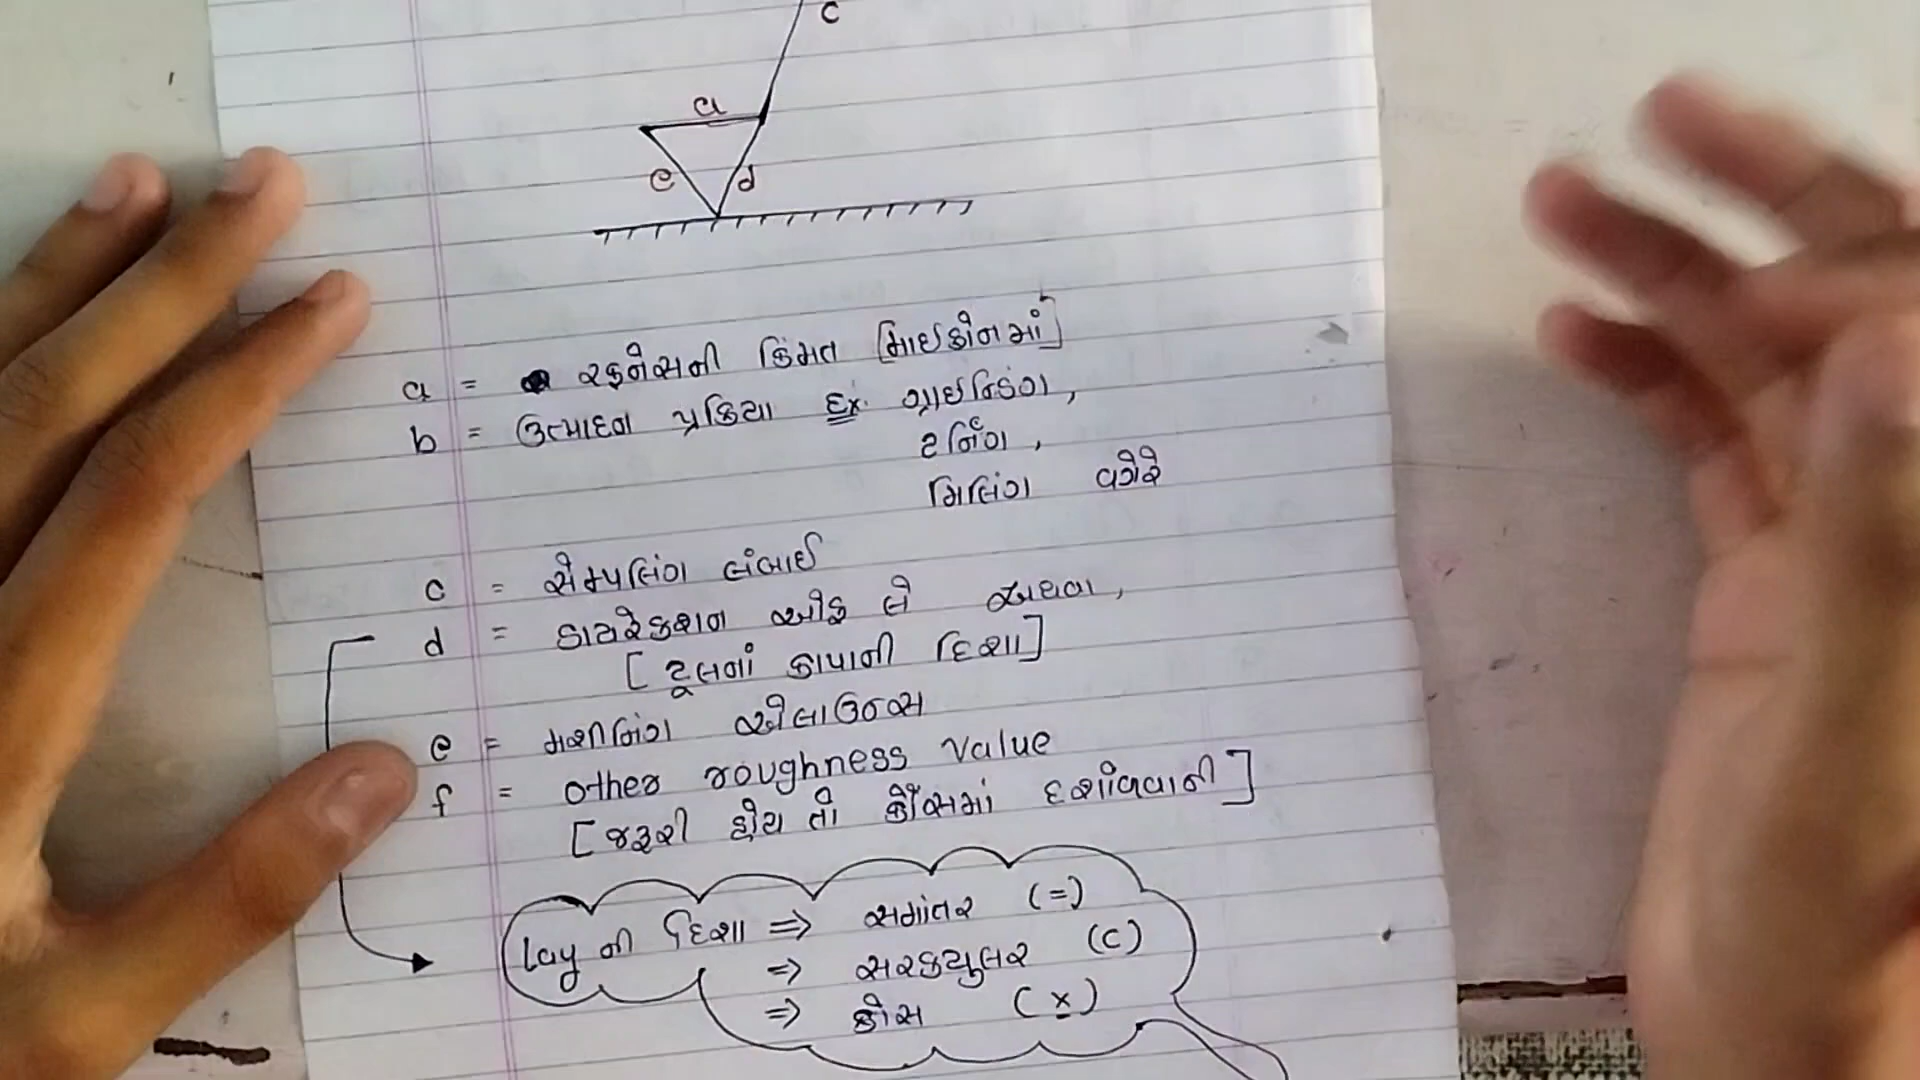 c
a
e d
a = રફનેસની કિંમત [માઇક્રોનમાં]
b = ઉત્પાદન પ્રક્રિયા Ex. ગ્રાઇન્ડિંગ,
ટર્નિંગ,
મિલિંગ વગેરે
c = સેમ્પલિંગ લંબાઈ
d = ડાયરેકશન ઓફ લે અથવા,
[ ટૂલનાં કાપાની દિશા]
e = મશીનિંગ એલાઉન્સ
f = other roughness value
[જરૂરી હોય તો કૌંસમાં દર્શાવવાની]
Lay ની દિશા ⇒ સમાંતર (=)
⇒ સરક્યુલર (C)
⇒ ક્રોસ (x)